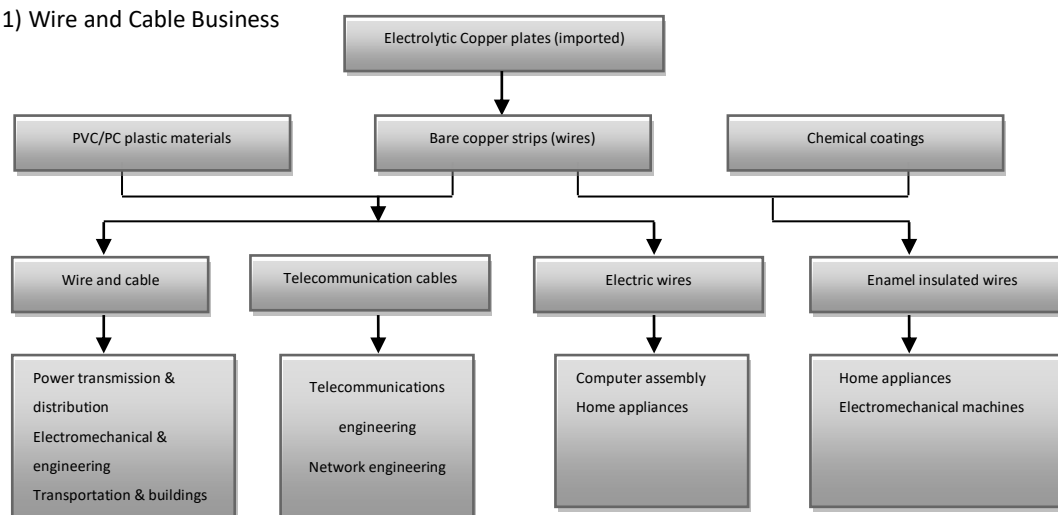 1) Wire and Cable Business
Electrolytic Copper plates (imported)
PVC/PC plastic materials
Bare copper strips (wires)
Chemical coatings
Wire and cable
Telecommunication cables
Electric wires
Enamel insulated wires
Power transmission &
distribution
Electromechanical &
engineering
Transportation & buildings
Telecommunications
engineering
Network engineering
Computer assembly
Home appliances
Home appliances
Electromechanical machines